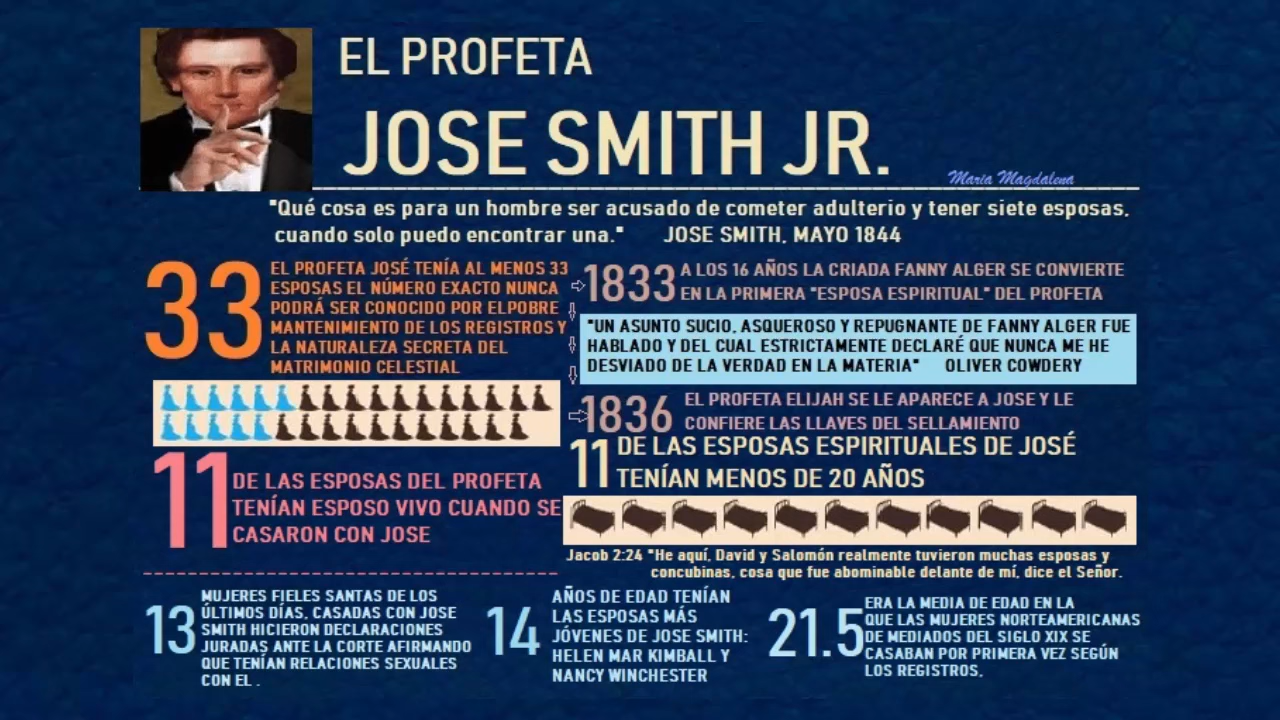 EL PROFETA
JOSE SMITH JR.
Maria Magdalena
"Qué cosa es para un hombre ser acusado de cometer adulterio y tener siete esposas,
cuando solo puedo encontrar una." JOSE SMITH, MAYO 1844
33
EL PROFETA JOSÉ TENÍA AL MENOS 33
ESPOSAS EL NÚMERO EXACTO NUNCA
PODRÁ SER CONOCIDO POR ELPOBRE
MANTENIMIENTO DE LOS REGISTROS Y
LA NATURALEZA SECRETA DEL
MATRIMONIO CELESTIAL
11
DE LAS ESPOSAS DEL PROFETA
TENÍAN ESPOSO VIVO CUANDO SE
CASARON CON JOSE
1833
A LOS 16 AÑOS LA CRIADA FANNY ALGER SE CONVIERTE
EN LA PRIMERA "ESPOSA ESPIRITUAL" DEL PROFETA
"UN ASUNTO SUCIO, ASQUEROSO Y REPUGNANTE DE FANNY ALGER FUE
HABLADO Y DEL CUAL ESTRICTAMENTE DECLARÉ QUE NUNCA ME HE
DESVIADO DE LA VERDAD EN LA MATERIA" OLIVER COWDERY
1836
EL PROFETA ELIJAH SE LE APARECE A JOSE Y LE
CONFIERE LAS LLAVES DEL SELLAMIENTO
11
DE LAS ESPOSAS ESPIRITUALES DE JOSÉ
TENÍAN MENOS DE 20 AÑOS
Jacob 2:24 "He aquí, David y Salomón realmente tuvieron muchas esposas y
concubinas, cosa que fue abominable delante de mí, dice el Señor.
13
MUJERES FIELES SANTAS DE LOS
ÚLTIMOS DÍAS, CASADAS CON JOSE
SMITH HICIERON DECLARACIONES
JURADAS ANTE LA CORTE AFIRMANDO
QUE TENÍAN RELACIONES SEXUALES
CON EL .
14
AÑOS DE EDAD TENÍAN
LAS ESPOSAS MÁS
JÓVENES DE JOSE SMITH:
HELEN MAR KIMBALL Y
NANCY WINCHESTER
21.5
ERA LA MEDIA DE EDAD EN LA
QUE LAS MUJERES NORTEAMERICANAS
DE MEDIADOS DEL SIGLO XIX SE
CASABAN POR PRIMERA VEZ SEGÚN
LOS REGISTROS,